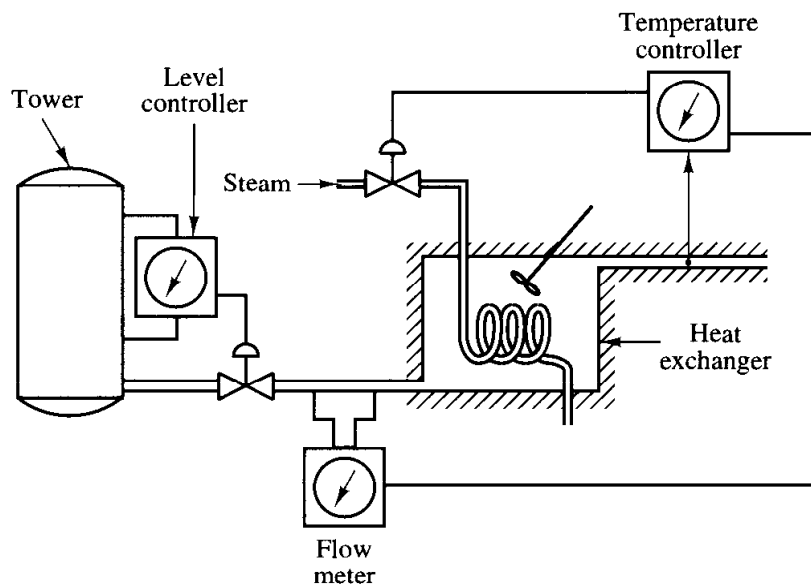 Temperature
controller
Level
controller
Tower
Steam
Heat
exchanger
Flow
meter